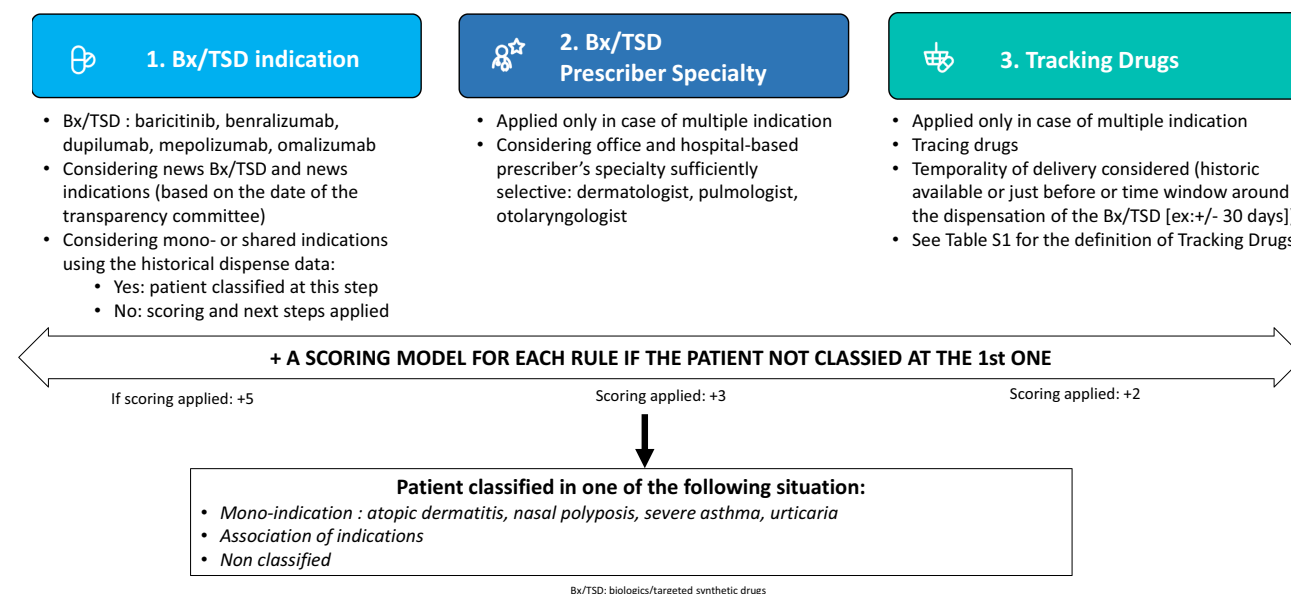 1. Bx/TSD indication
• Bx/TSD : baricitinib, benralizumab,
dupilumab, mepolizumab, omalizumab
• Considering news Bx/TSD and news
indications (based on the date of the
transparency committee)
• Considering mono- or shared indications
using the historical dispense data:
• Yes: patient classified at this step
• No: scoring and next steps applied
2. Bx/TSD
Prescriber Specialty
• Applied only in case of multiple indication
• Considering office and hospital-based
prescriber's specialty sufficiently
selective: dermatologist, pulmologist,
otolaryngologist
3. Tracking Drugs
• Applied only in case of multiple indication
• Tracing drugs
• Temporality of delivery considered (historic
available or just before or time window around
the dispensation of the Bx/TSD [ex:+/- 30 days])
• See Table S1 for the definition of Tracking Drugs
+ A SCORING MODEL FOR EACH RULE IF THE PATIENT NOT CLASSIED AT THE 1st ONE
If scoring applied: +5
Scoring applied: +3
Scoring applied: +2
Patient classified in one of the following situation:
• Mono-indication : atopic dermatitis, nasal polyposis, severe asthma, urticaria
• Association of indications
• Non classified
Bx/TSD: biologics/targeted synthetic drugs